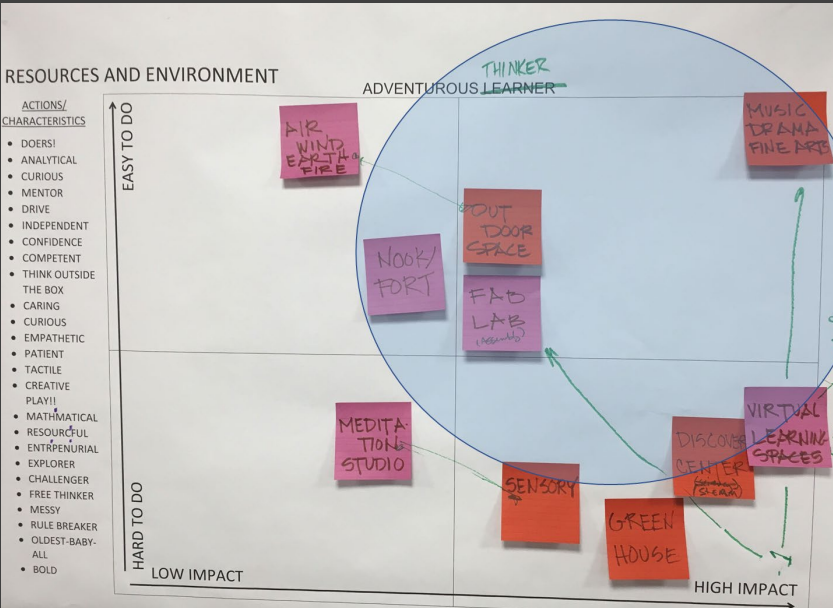 RESOURCES AND ENVIRONMENT
THINKER
ADVENTUROUS LEARNER
ACTIONS/
CHARACTERISTICS
DOERS!
ANALYTICAL
CURIOUS
MENTOR
DRIVE
INDEPENDENT
CONFIDENCE
COMPETENT
THINK OUTSIDE
THE BOX
CARING
CURIOUS
EMPATHETIC
PATIENT
TACTILE
CREATIVE
PLAY!!
MATHMATICAL
RESOURCFUL
ENTRPENURIAL
EXPLORER
CHALLENGER
FREE THINKER
MESSY
RULE BREAKER
OLDEST-BABY-
ALL
BOLD
EASY TO DO
HARD TO DO
LOW IMPACT
HIGH IMPACT
AIR
WIND
EARTH
FIRE
MUSIC
DRAMA
FINE ARTS
OUT
DOOR
SPACE
NOOK/
FORT
FAB
LAB
MEDITA-
TION
STUDIO
SENSORY
DISCOVER
CENTER
VIRTUAL
LEARNING
SPACES
GREEN
HOUSE